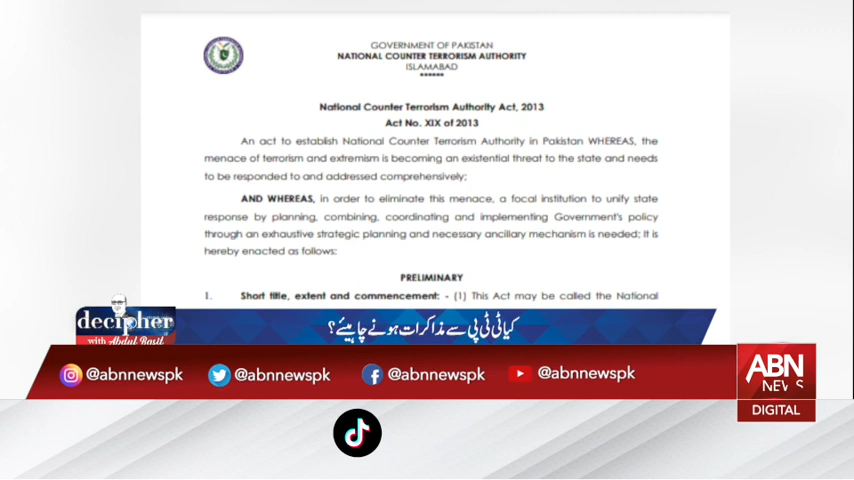 GOVERNMENT OF PAKISTAN
NATIONAL COUNTER TERRORISM AUTHORITY
ISLAMABAD
******
National Counter Terrorism Authority Act, 2013
Act No. XIX of 2013
An act to establish National Counter Terrorism Authority in Pakistan WHEREAS, the
menace of terrorism and extremism is becoming an existential threat to the state and needs
to be responded to and addressed comprehensively;
AND WHEREAS, in order to eliminate this menace, a focal institution to unify state
response by planning, combining, coordinating and implementing Government's policy
through an exhaustive strategic planning and necessary ancillary mechanism is needed; It is
hereby enacted as follows:
PRELIMINARY
1. Short title, extent and commencement: - (1) This Act may be called the National
decipher
with Abdul Basit
کیا ٹی ٹی پی سے مذاکرات ہونے چاہیئے؟
@abnnewspk @abnnewspk @abnnewspk @abnnewspk
ABN
NEWS
DIGITAL